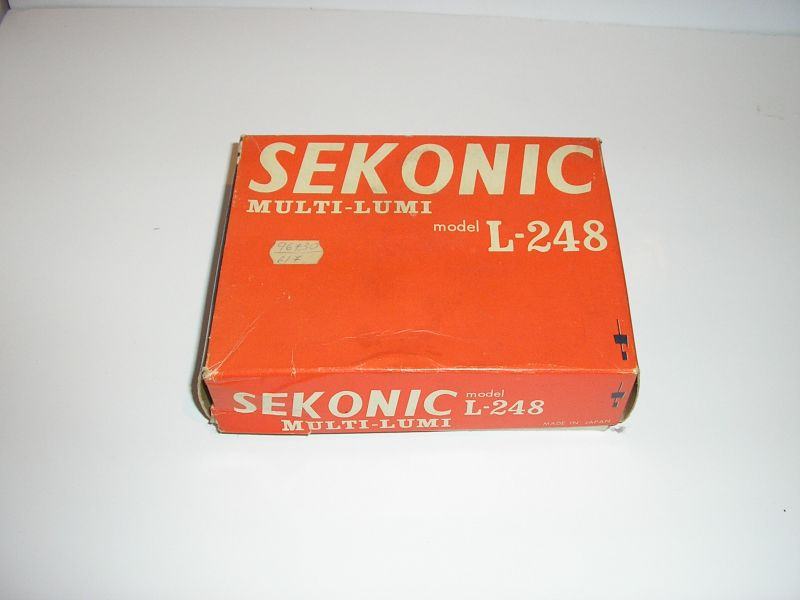 SEKONIC
MULTI-LUMI
model L-248
SEKONIC
model L-248
MULTI-LUMI
MADE IN JAPAN